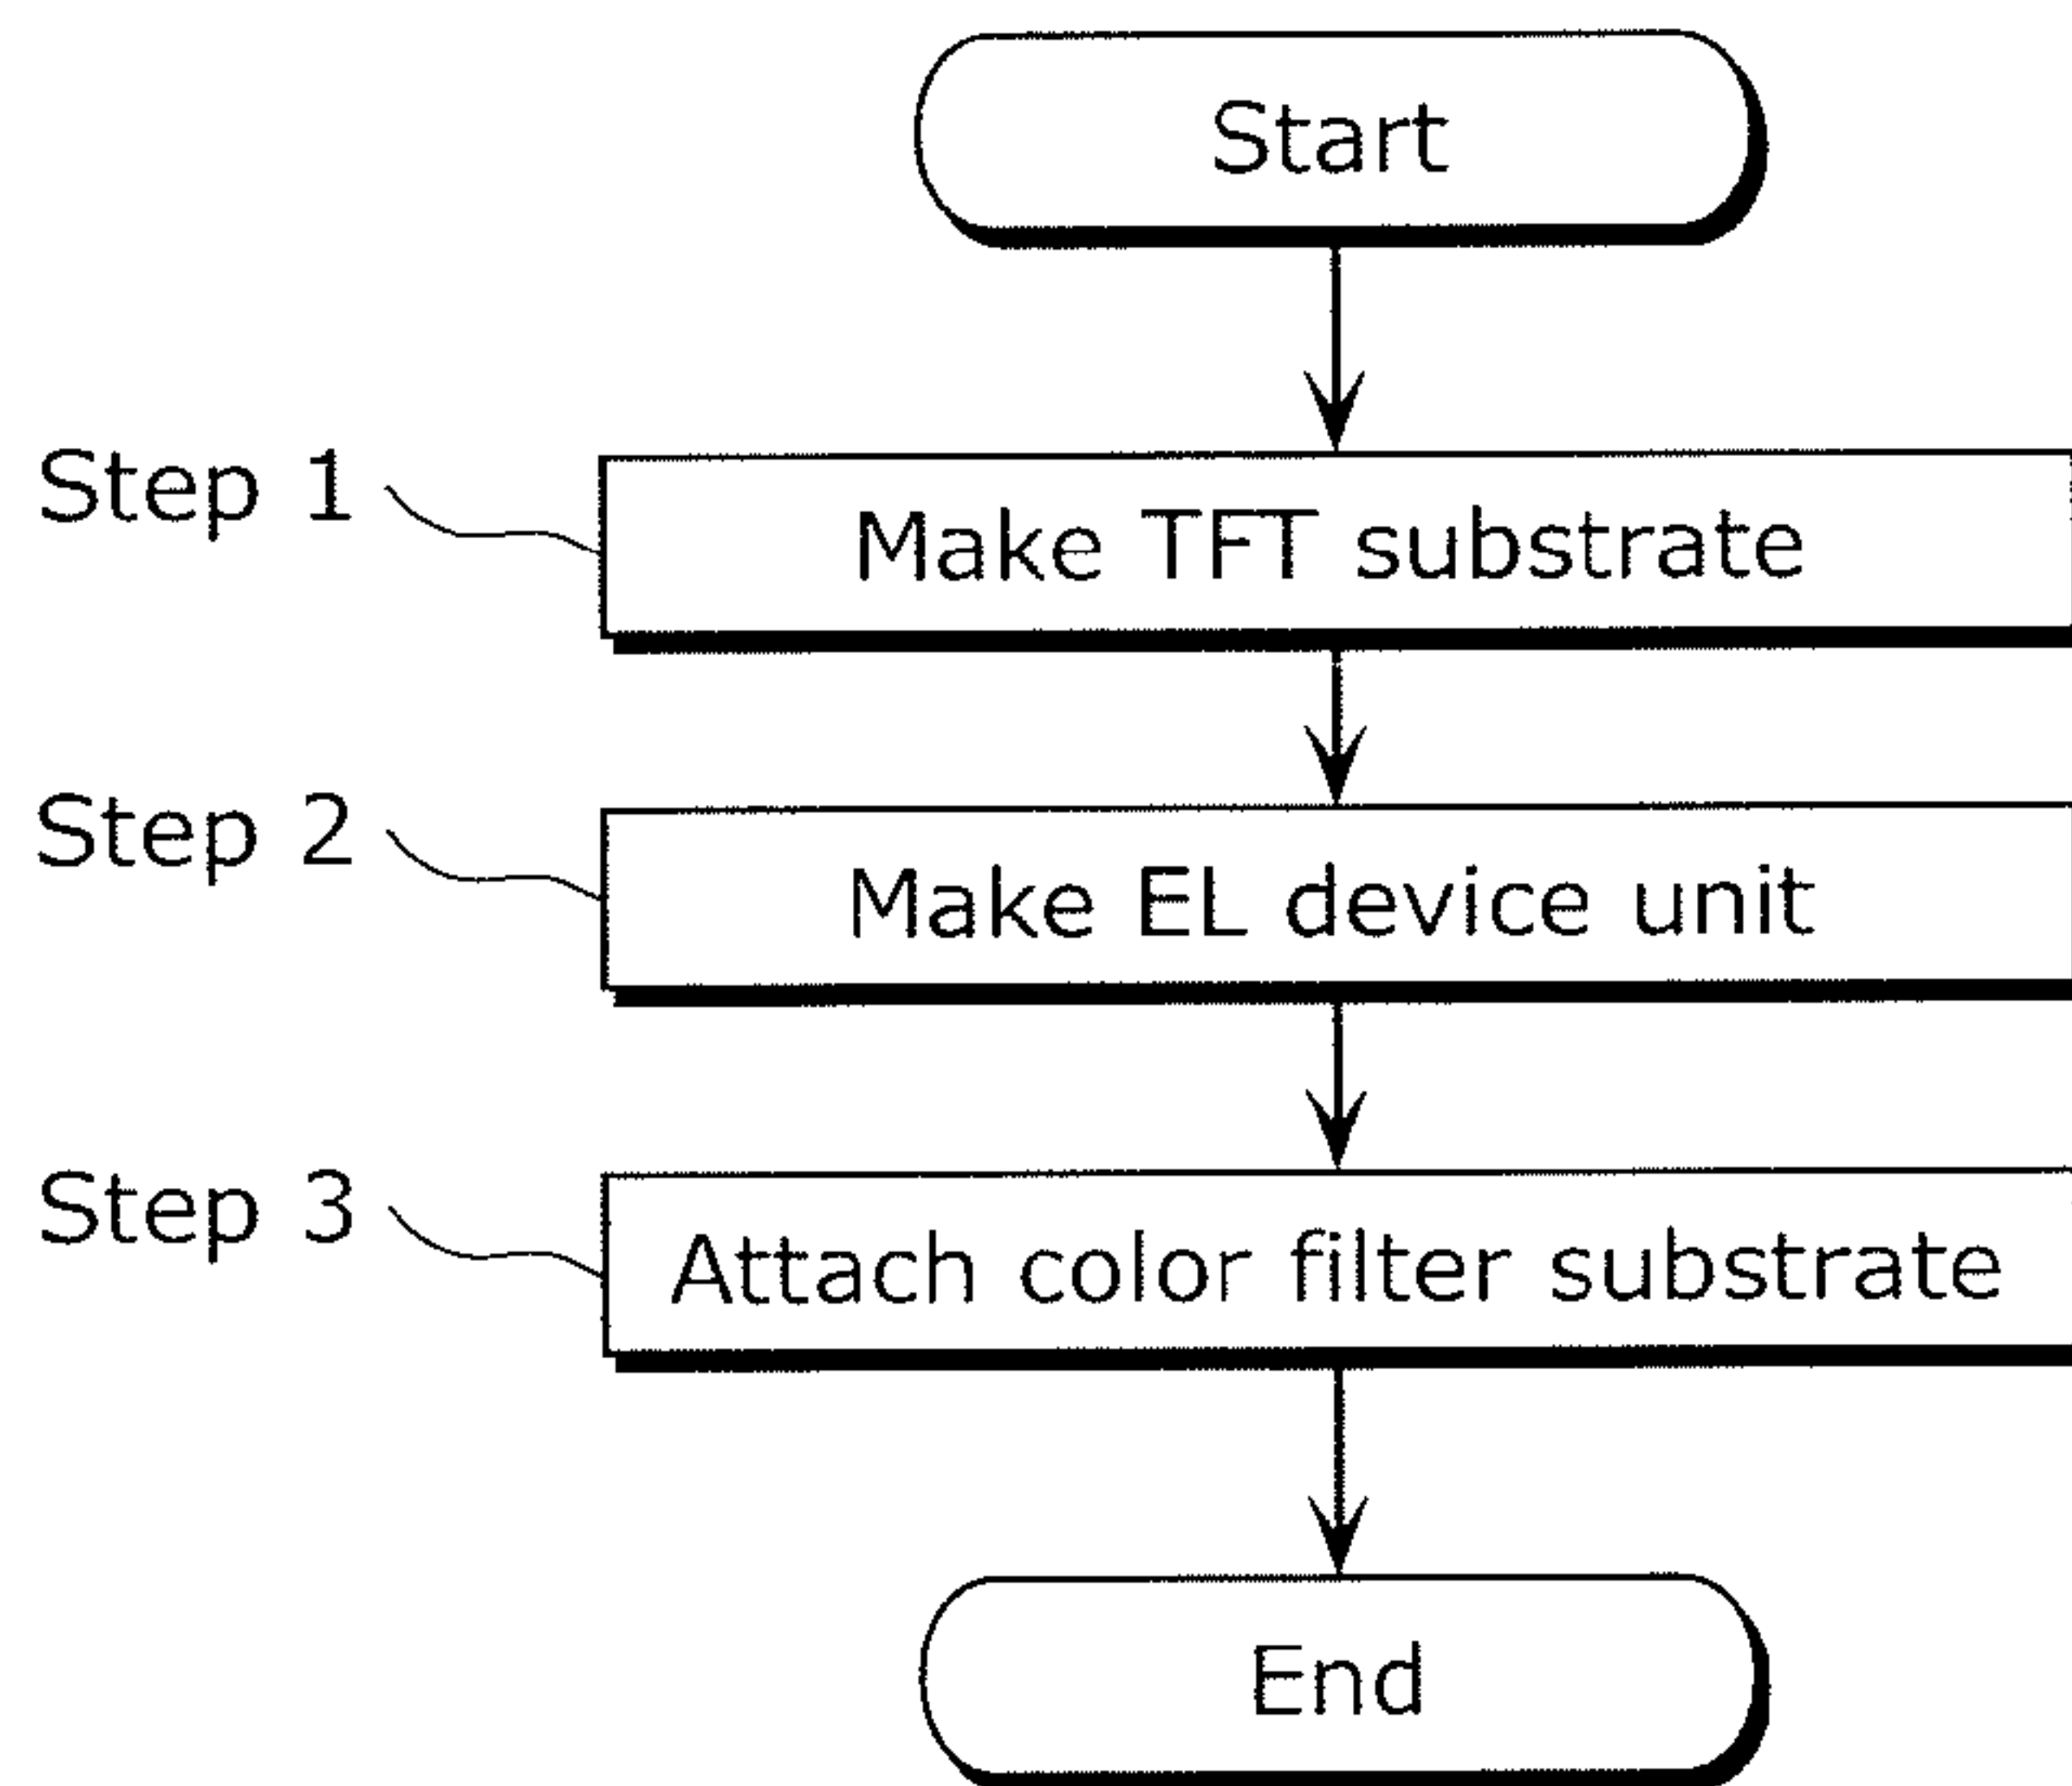 Start
Step 1
Make TFT substrate
Step 2
Make EL device unit
Step 3
Attach color filter substrate
End